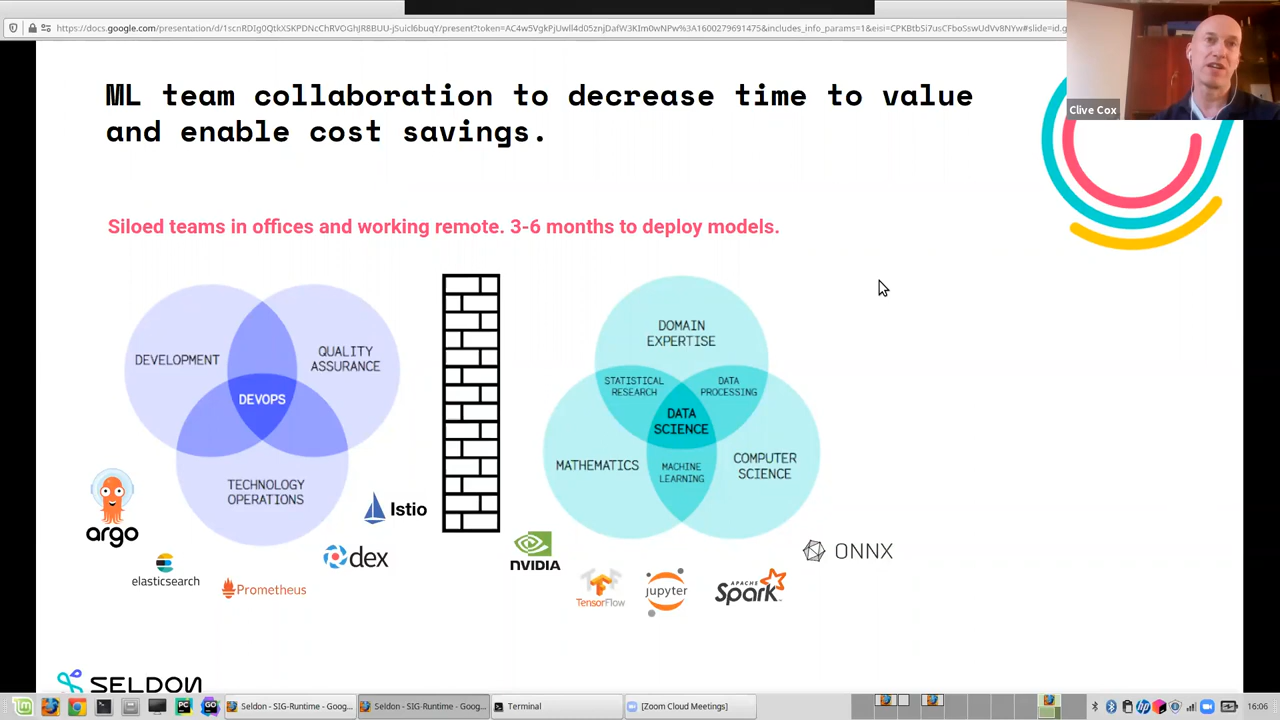 https://docs.google.com/presentation/d/1scnRDIg0QtkXSKPDNcChRVOGhJR8BUU-jSuicl6buqY/present?token=AC4w5VgkPjUwll4d05znjDafW3KIm0wNPw%3A1600279691475&includes_info_params=1&eisi=CPKBtbSi7usCFboSswUdVv8NYw#slide=id.g
Clive Cox
ML team collaboration to decrease time to value
and enable cost savings.
Siloed teams in offices and working remote. 3-6 months to deploy models.
DEVELOPMENT
QUALITY
ASSURANCE
DEVOPS
TECHNOLOGY
OPERATIONS
argo
elasticsearch
Prometheus
dex
Istio
DOMAIN
EXPERTISE
STATISTICAL
RESEARCH
DATA
PROCESSING
DATA
SCIENCE
MATHEMATICS
MACHINE
LEARNING
COMPUTER
SCIENCE
NVIDIA
TensorFlow
jupyter
APACHE
Spark
ONNX
SELDON
PC
GO
Seldon - SIG-Runtime - Goog...
Seldon - SIG-Runtime - Goog...
Terminal
[Zoom Cloud Meetings]
16:06